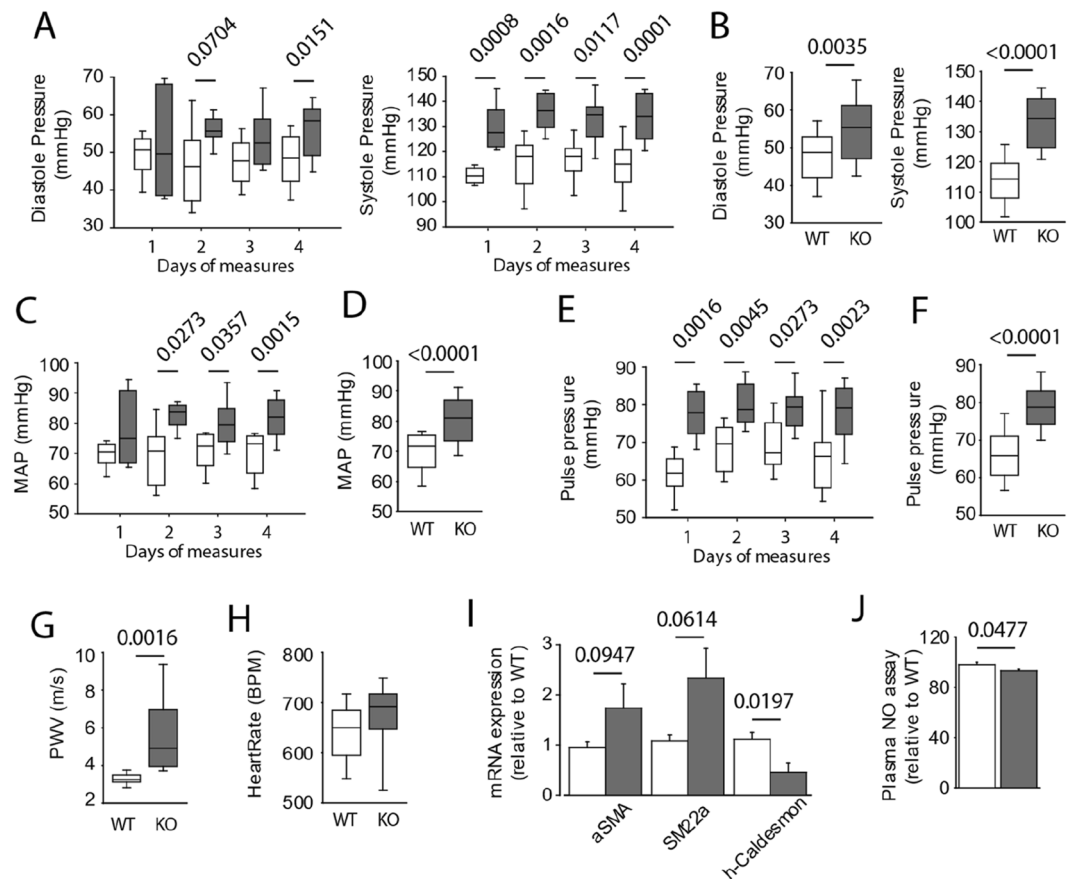 A
B
0.0704
0.0151
0.0008
0.0016
0.0117
0.0001
0.0035
<0.0001
Diastole Pressure
(mmHg)
70
60
50
40
30
1 2 3 4
Days of measures
Systole Pressure
(mmHg)
150
140
130
120
110
100
90
1 2 3 4
Days of measures
Diastole Pressure
(mmHg)
70
60
50
40
30
WT KO
Systole Pressure
(mmHg)
150
140
130
120
110
100
WT KO
C
0.0273
0.0357
0.0015
MAP (mmHg)
100
90
80
70
60
50
1 2 3 4
Days of measures
D
<0.0001
MAP (mmHg)
100
90
80
70
60
50
WT KO
E
0.0016
0.0045
0.0273
0.0023
Pulse press ure
(mmHg)
90
80
70
60
50
1 2 3 4
Days of measures
F
<0.0001
Pulse press ure
(mmHg)
90
80
70
60
50
WT KO
G
0.0016
PWV (m/s)
10
8
6
4
2
WT KO
H
HeartRate (BPM)
800
700
600
500
WT KO
I
0.0947
0.0614
0.0197
mRNA expression
(relative to WT)
3
2
1
0
aSMA
SM22a
h-Caldesmon
J
0.0477
Plasma NO assay
(relative to WT)
120
80
40
0